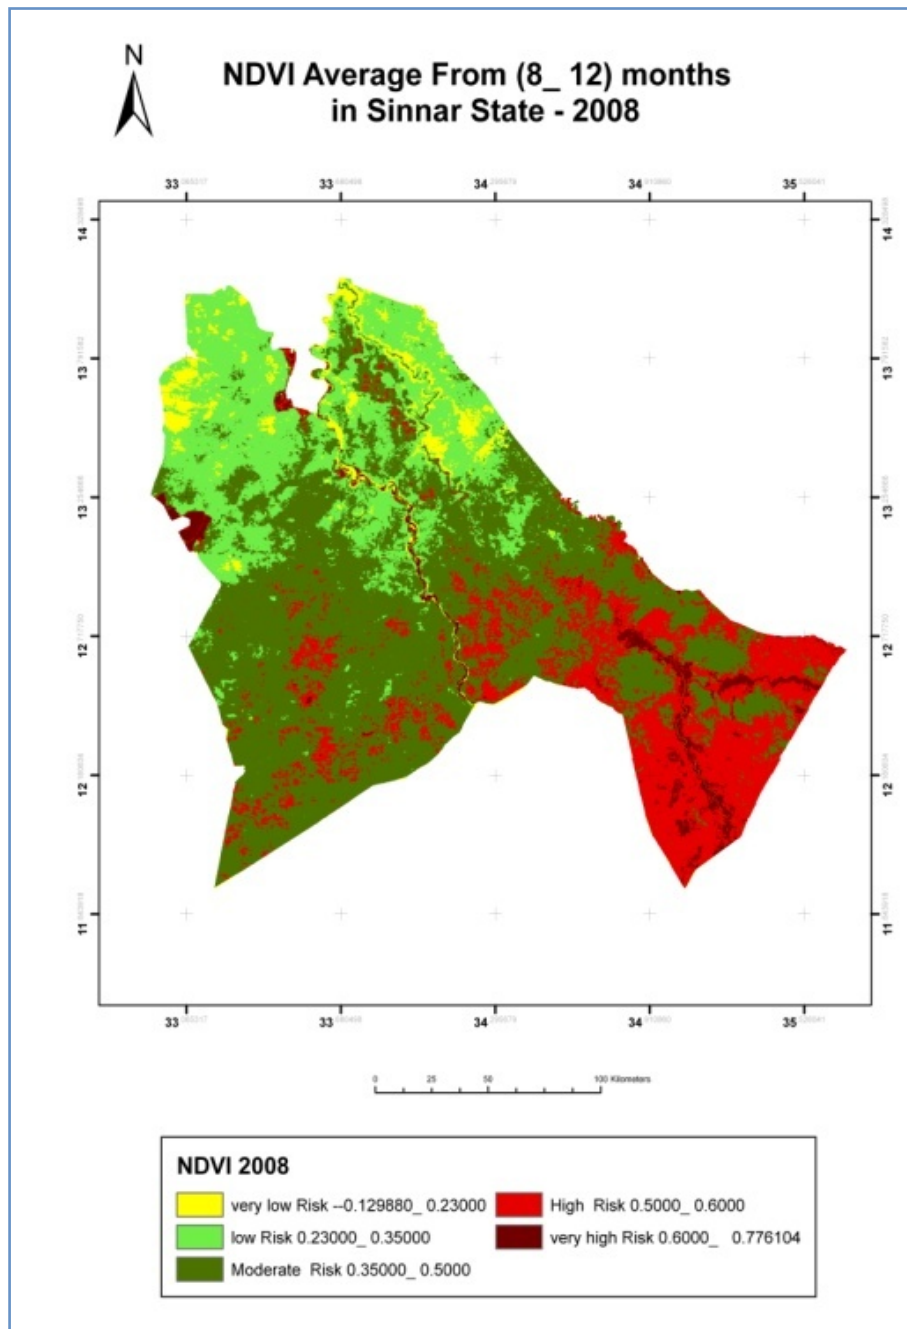 N
NDVI Average From (8_ 12) months
in Sinnar State - 2008
33 33 34 34 35
14 14
13 13
13 13
12 12
12 12
11 11
33 33 34 34 35
0 25 50 100 Kilometers
NDVI 2008
very low Risk --0.129880_ 0.23000
High Risk 0.5000_ 0.6000
low Risk 0.23000_ 0.35000
very high Risk 0.6000_ 0.776104
Moderate Risk 0.35000_ 0.5000